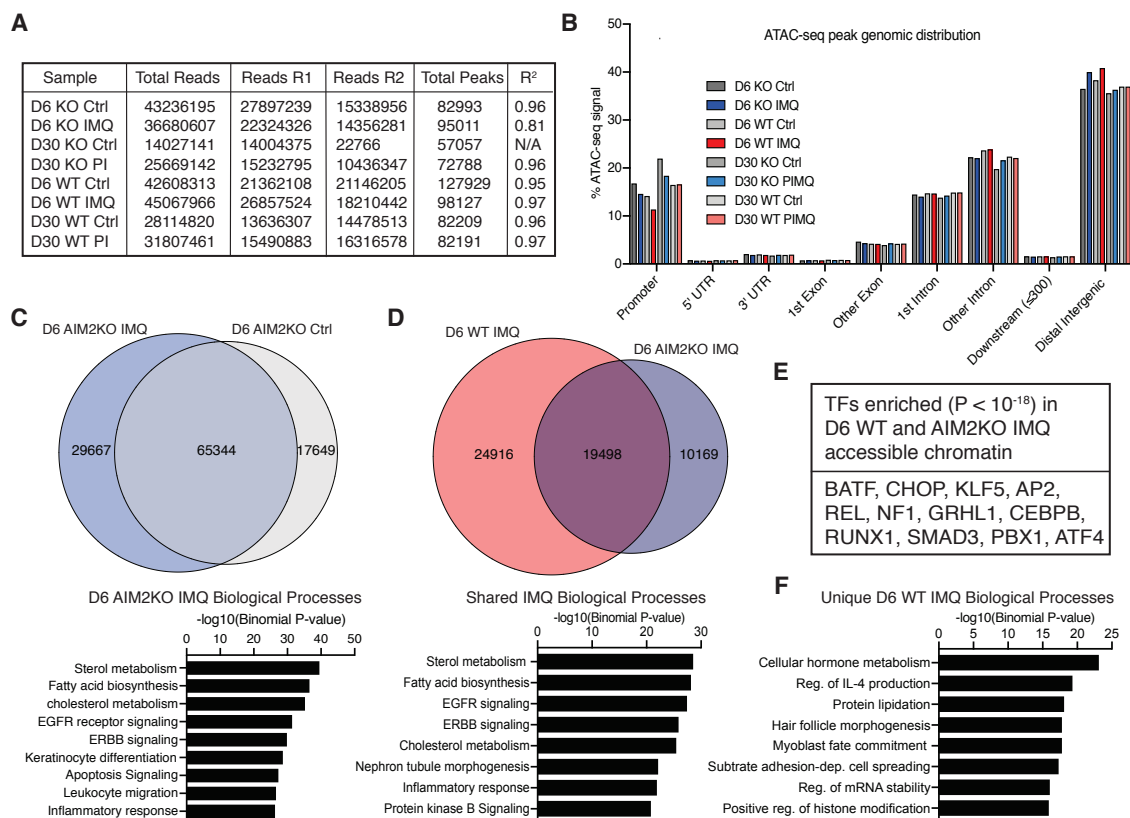 A
Sample Total Reads Reads R1 Reads R2 Total Peaks R²
D6 KO Ctrl 43236195 27897239 15338956 82993 0.96
D6 KO IMQ 36680607 22324326 14356281 95011 0.81
D30 KO Ctrl 14027141 14004375 22766 57057 N/A
D30 KO PI 25669142 15232795 10436347 72788 0.96
D6 WT Ctrl 42608313 21362108 21146205 127929 0.95
D6 WT IMQ 45067966 26857524 18210442 98127 0.97
D30 WT Ctrl 28114820 13636307 14478513 82209 0.96
D30 WT PI 31807461 15490883 16316578 82191 0.97
B
ATAC-seq peak genomic distribution
% ATAC-seq signal
50
40
30
20
10
0
D6 KO Ctrl
D6 KO IMQ
D6 WT Ctrl
D6 WT IMQ
D30 KO Ctrl
D30 KO PIMQ
D30 WT Ctrl
D30 WT PIMQ
Promoter
5' UTR
3' UTR
1st Exon
Other Exon
1st Intron
Other Intron
Downstream (≤300)
Distal Intergenic
C
D6 AIM2KO IMQ
D6 AIM2KO Ctrl
29667
65344
17649
D6 AIM2KO IMQ Biological Processes
-log10(Binomial P-value)
0 10 20 30 40 50
Sterol metabolism
Fatty acid biosynthesis
cholesterol metabolism
EGFR receptor signaling
ERBB signaling
Keratinocyte differentiation
Apoptosis Signaling
Leukocyte migration
Inflammatory response
D
D6 WT IMQ
D6 AIM2KO IMQ
24916
19498
10169
Shared IMQ Biological Processes
-log10(Binomial P-value)
0 10 20 30
Sterol metabolism
Fatty acid biosynthesis
EGFR signaling
ERBB signaling
Cholesterol metabolism
Nephron tubule morphogenesis
Inflammatory response
Protein kinase B Signaling
E
TFs enriched (P < 10⁻¹⁸) in
D6 WT and AIM2KO IMQ
accessible chromatin
BATF, CHOP, KLF5, AP2,
REL, NF1, GRHL1, CEBPB,
RUNX1, SMAD3, PBX1, ATF4
F
Unique D6 WT IMQ Biological Processes
-log10(Binomial P-value)
0 5 10 15 20 25
Cellular hormone metabolism
Reg. of IL-4 production
Protein lipidation
Hair follicle morphogenesis
Myoblast fate commitment
Subtrate adhesion-dep. cell spreading
Reg. of mRNA stability
Positive reg. of histone modification